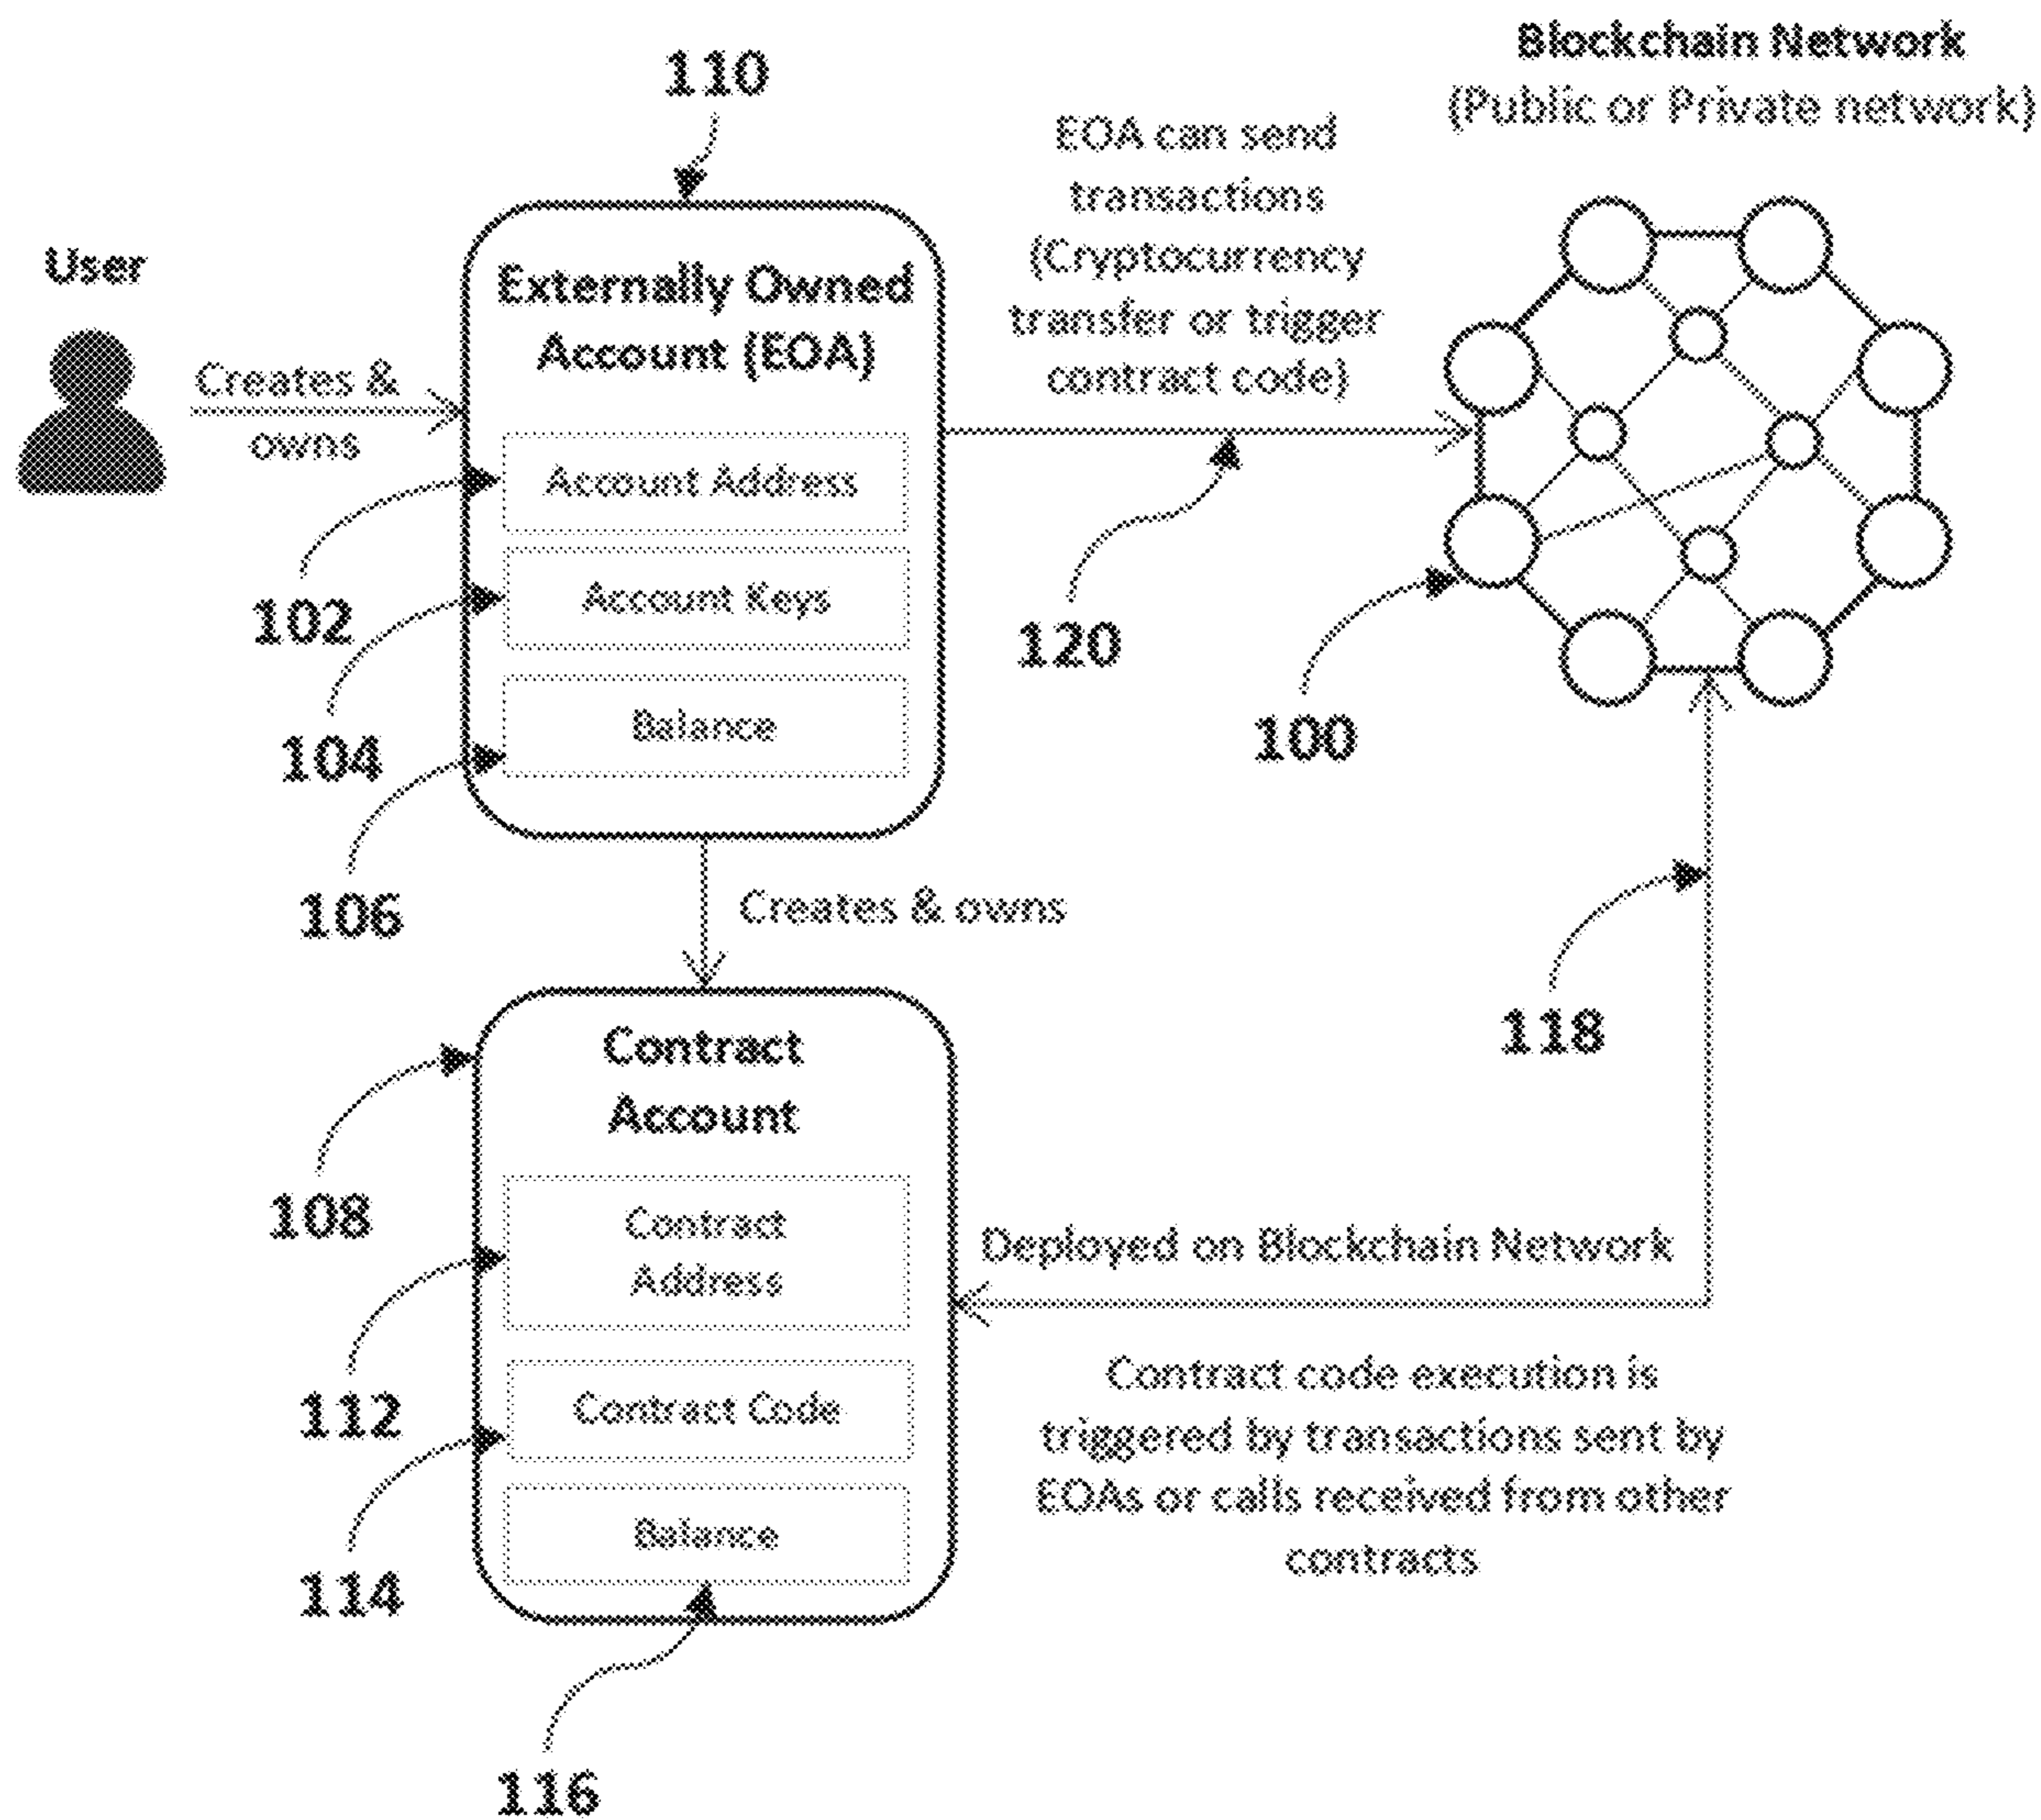 Blockchain Network
(Public or Private network)
110
EOA can send
transactions
(Cryptocurrency
transfer or trigger
contract code)
User
Externally Owned
Account (EOA)
Creates &
owns
Account Address
102
Account Keys
104
Balance
106
120
100
Creates & owns
118
Contract
Account
108
Contract
Address
112
Contract Code
114
Balance
116
Deployed on Blockchain Network
Contract code execution is
triggered by transactions sent by
EOAs or calls received from other
contracts